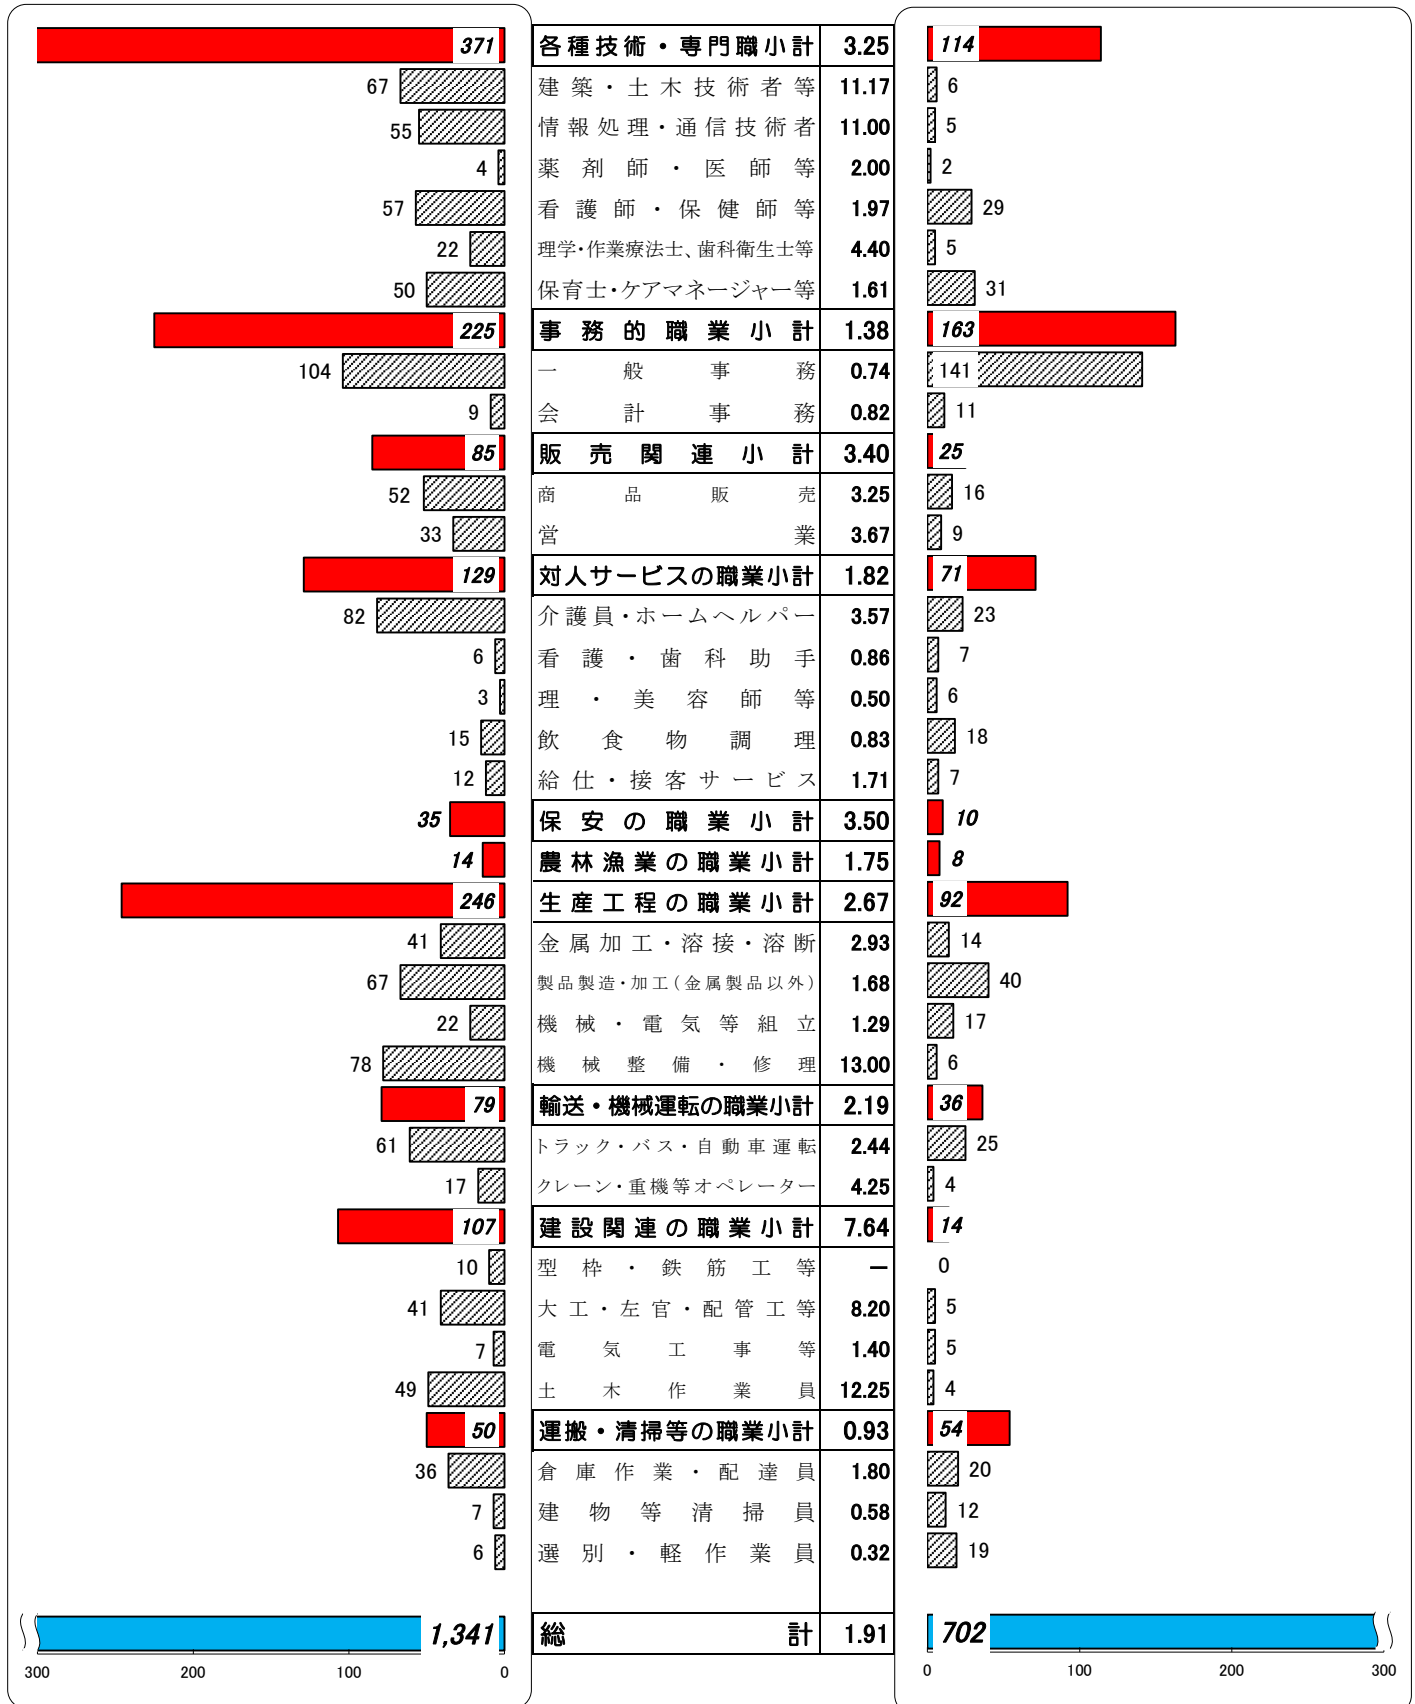 371 各種技術・専門職小計 3.25 114
67 建築・土木技術者等 11.17 6
55 情報処理・通信技術者 11.00 5
4 薬剤師・医師等 2.00 2
57 看護師・保健師等 1.97 29
22 理学・作業療法士、歯科衛生士等 4.40 5
50 保育士・ケアマネージャー等 1.61 31
225 事務的職業小計 1.38 163
104 一般事務 0.74 141
9 会計事務 0.82 11
85 販売関連小計 3.40 25
52 商品販売 3.25 16
33 営業 3.67 9
129 対人サービスの職業小計 1.82 71
82 介護員・ホームヘルパー 3.57 23
6 看護・歯科助手 0.86 7
3 理・美容師等 0.50 6
15 飲食物調理 0.83 18
12 給仕・接客サービス 1.71 7
35 保安の職業小計 3.50 10
14 農林漁業の職業小計 1.75 8
246 生産工程の職業小計 2.67 92
41 金属加工・溶接・溶断 2.93 14
67 製品製造・加工(金属製品以外) 1.68 40
22 機械・電気等組立 1.29 17
78 機械整備・修理 13.00 6
79 輸送・機械運転の職業小計 2.19 36
61 トラック・バス・自動車運転 2.44 25
17 クレーン・重機等オペレーター 4.25 4
107 建設関連の職業小計 7.64 14
10 型枠・鉄筋工等 ー 0
41 大工・左官・配管工等 8.20 5
7 電気工事等 1.40 5
49 土木作業員 12.25 4
50 運搬・清掃等の職業小計 0.93 54
36 倉庫作業・配達員 1.80 20
7 建物等清掃員 0.58 12
6 選別・軽作業員 0.32 19
1,341 総計 1.91 702
300 200 100 0 0 100 200 300